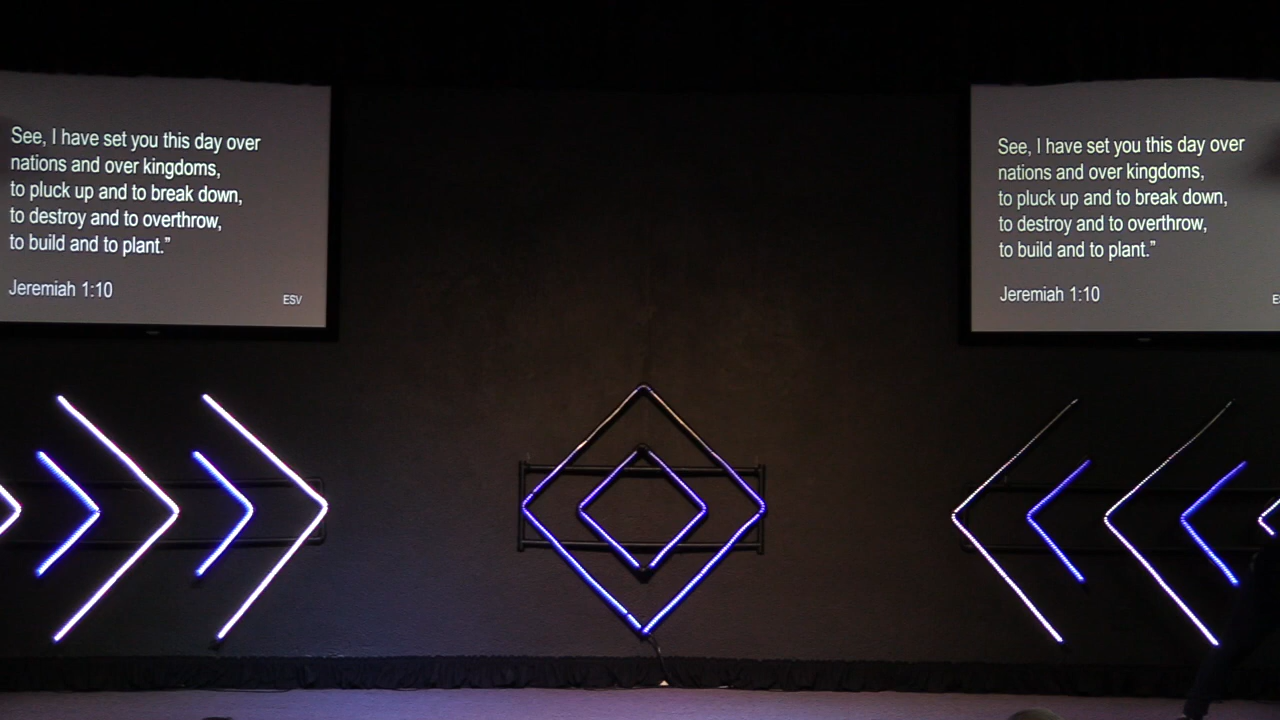 See, I have set you this day over
nations and over kingdoms,
to pluck up and to break down,
to destroy and to overthrow,
to build and to plant.”
Jeremiah 1:10
ESV
See, I have set you this day over
nations and over kingdoms,
to pluck up and to break down,
to destroy and to overthrow,
to build and to plant.”
Jeremiah 1:10